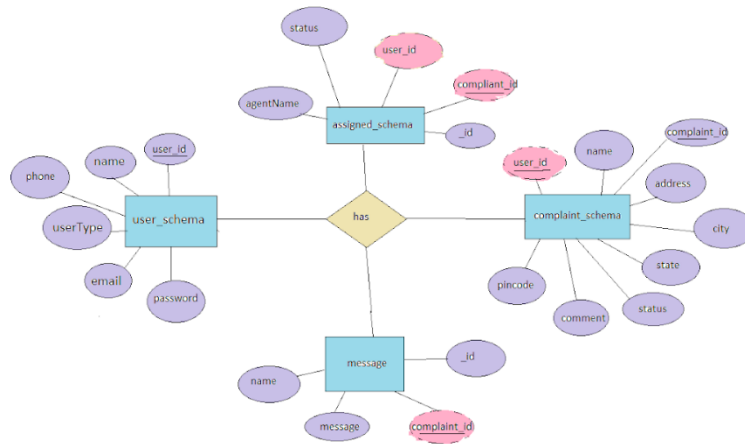 status
user_id
compliant_id
agentName
assigned_schema
_id
name
user_id
phone
user_schema
userType
email
password
has
user_id
name
complaint_id
address
complaint_schema
city
state
pincode
comment
status
message
_id
name
message
complaint_id